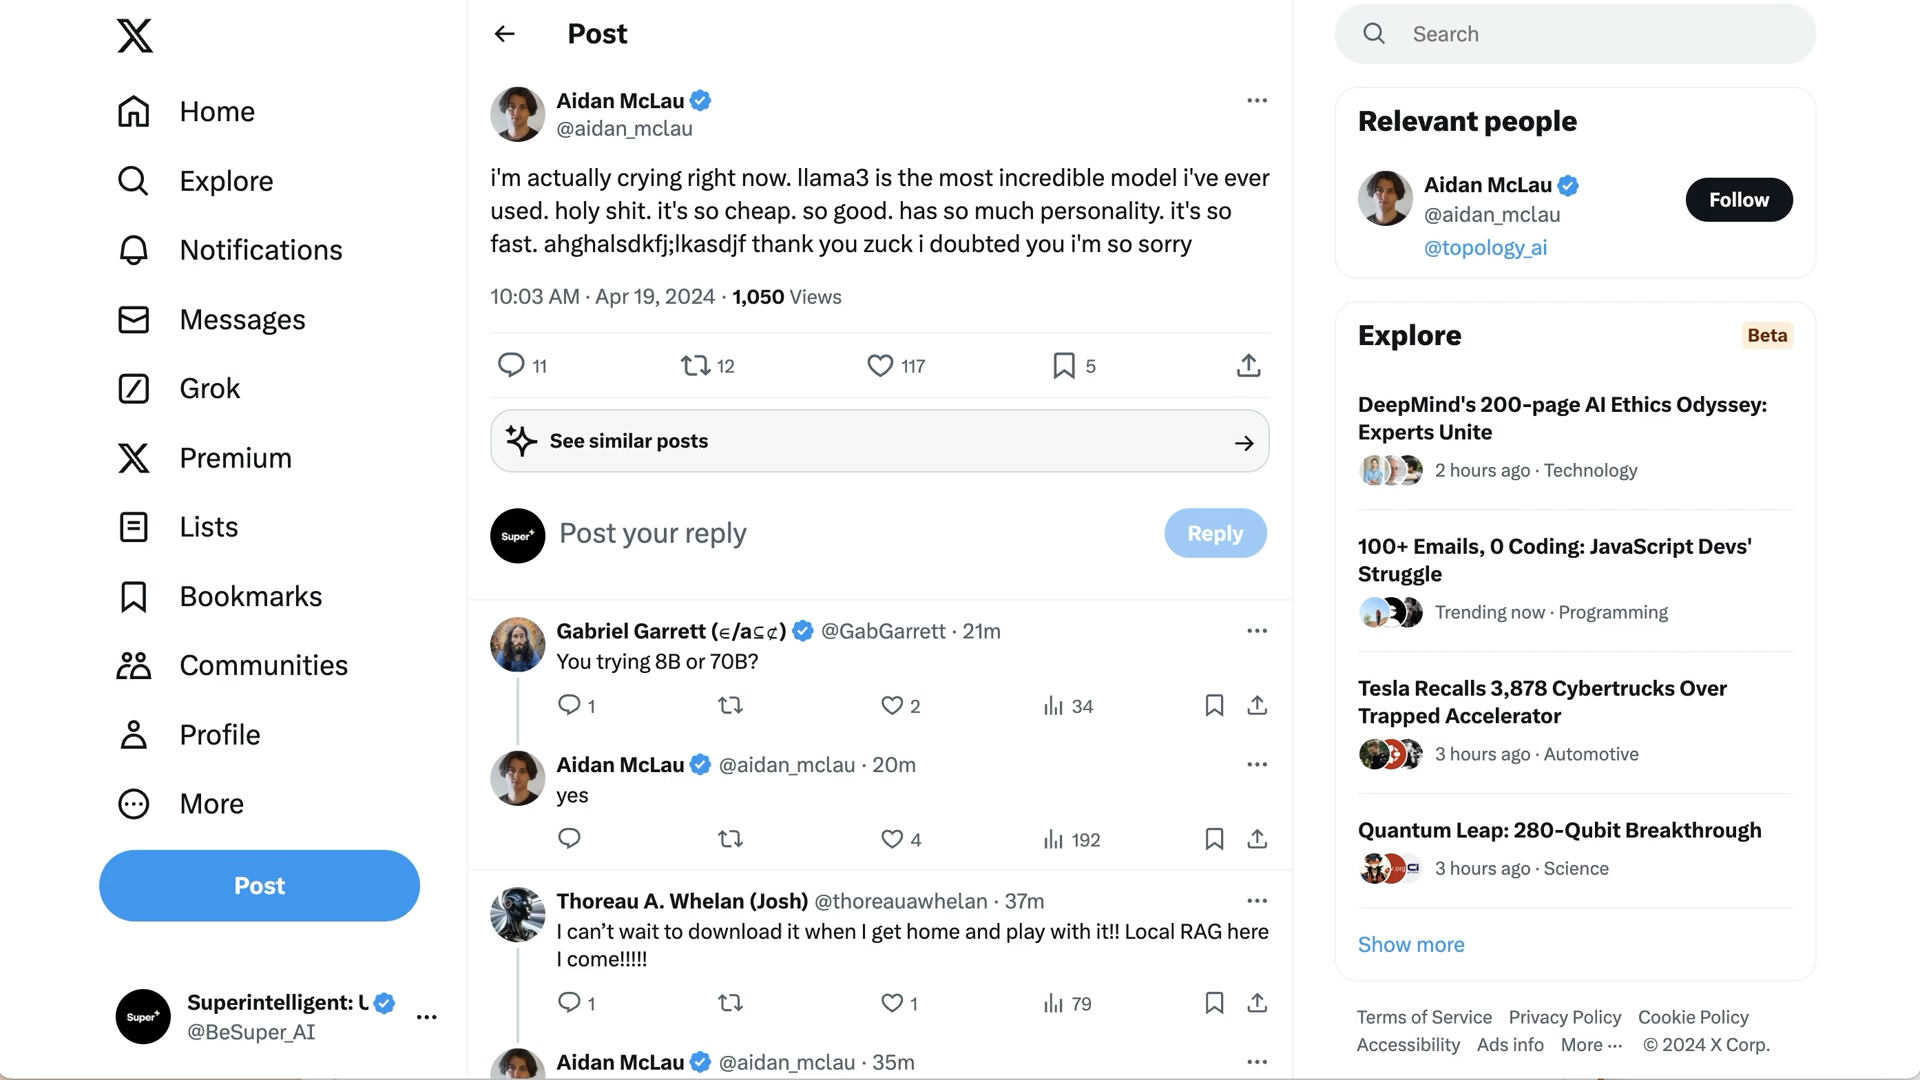 Home
Explore
Notifications
Messages
Grok
Premium
Lists
Bookmarks
Communities
Profile
More
Post
Super+
Superintelligent: U
@BeSuper_AI
Post
Aidan McLau
@aidan_mclau
i'm actually crying right now. llama3 is the most incredible model i've ever
used. holy shit. it's so cheap. so good. has so much personality. it's so
fast. ahghalsdkfj;lkasdjf thank you zuck i doubted you i'm so sorry
10:03 AM · Apr 19, 2024 · 1,050 Views
11 12 117 5
See similar posts
Super+ Post your reply Reply
Gabriel Garrett (∈/a⊆⊄) @GabGarrett · 21m
You trying 8B or 70B?
1 2 34
Aidan McLau @aidan_mclau · 20m
yes
4 192
Thoreau A. Whelan (Josh) @thoreauawhelan · 37m
I can’t wait to download it when I get home and play with it!! Local RAG here
I come!!!!!
1 1 79
Aidan McLau @aidan_mclau · 35m
Search
Relevant people
Aidan McLau
@aidan_mclau
Follow
@topology_ai
Explore Beta
DeepMind's 200-page AI Ethics Odyssey:
Experts Unite
2 hours ago · Technology
100+ Emails, 0 Coding: JavaScript Devs'
Struggle
Trending now · Programming
Tesla Recalls 3,878 Cybertrucks Over
Trapped Accelerator
3 hours ago · Automotive
Quantum Leap: 280-Qubit Breakthrough
3 hours ago · Science
Show more
Terms of Service Privacy Policy Cookie Policy
Accessibility Ads info More ··· © 2024 X Corp.